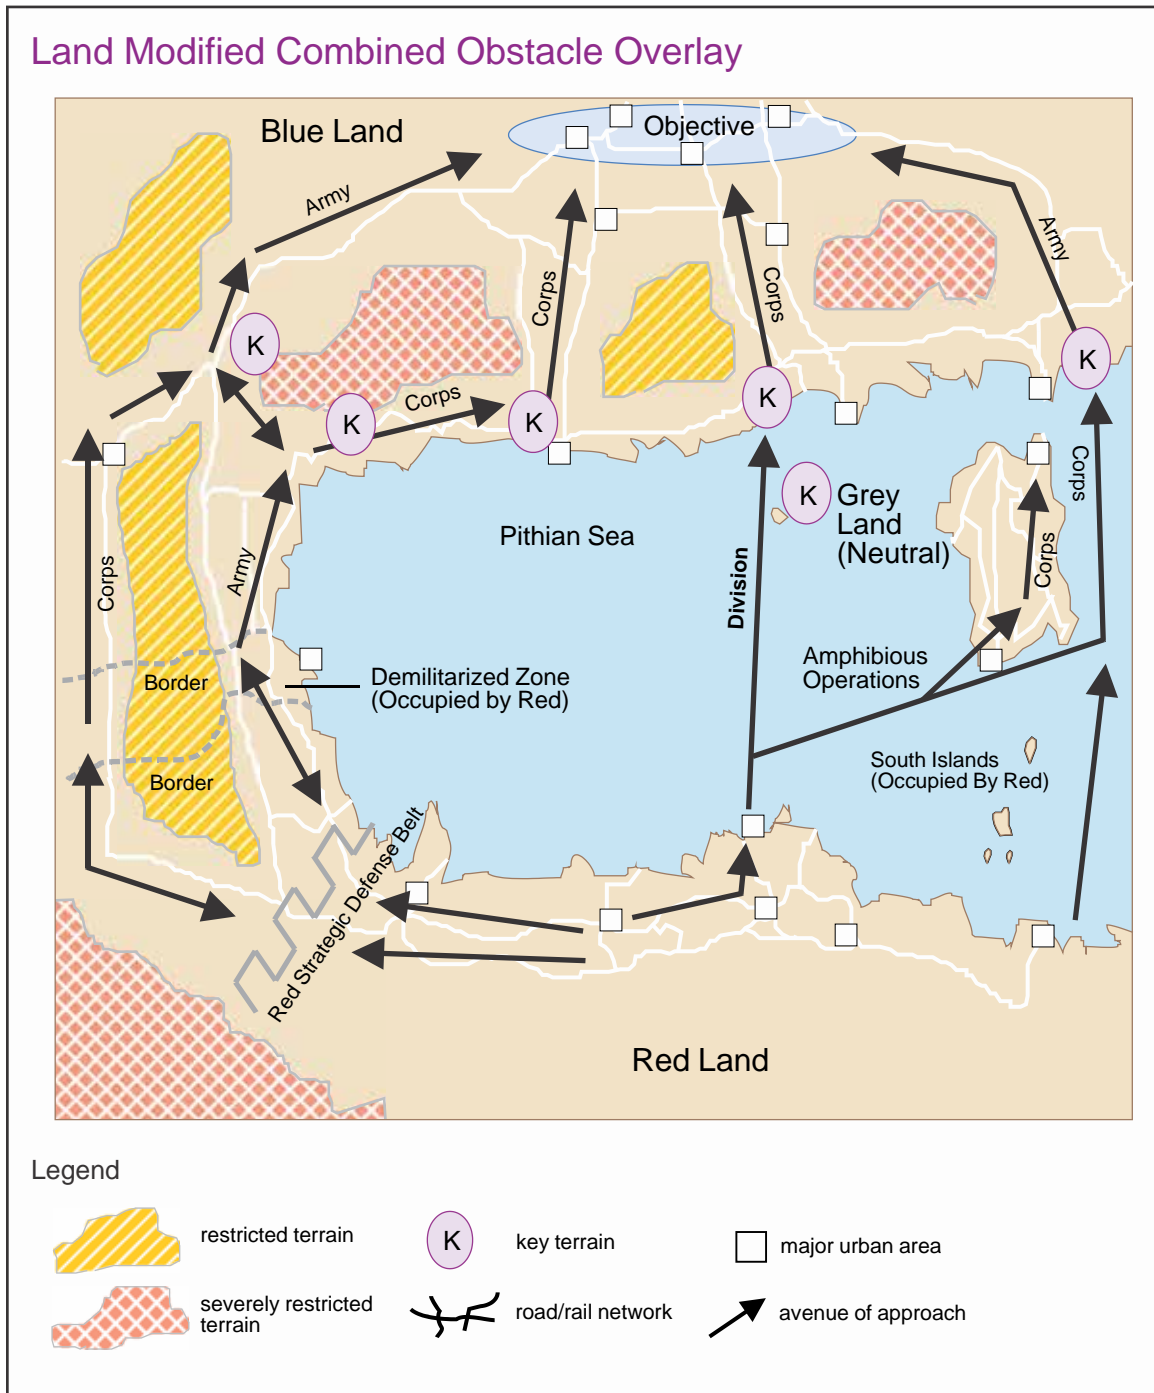 Land Modified Combined Obstacle Overlay
Blue Land
Objective
Army
Army
Corps
Corps
K
K
Corps
K
K
K
K
Grey
Land
(Neutral)
Pithian Sea
Corps
Corps
Corps
Army
Division
Amphibious
Operations
Border
Demilitarized Zone
(Occupied by Red)
Border
South Islands
(Occupied By Red)
Red Strategic Defense Belt
Red Land
Legend
restricted terrain
K
key terrain
major urban area
severely restricted
terrain
road/rail network
avenue of approach